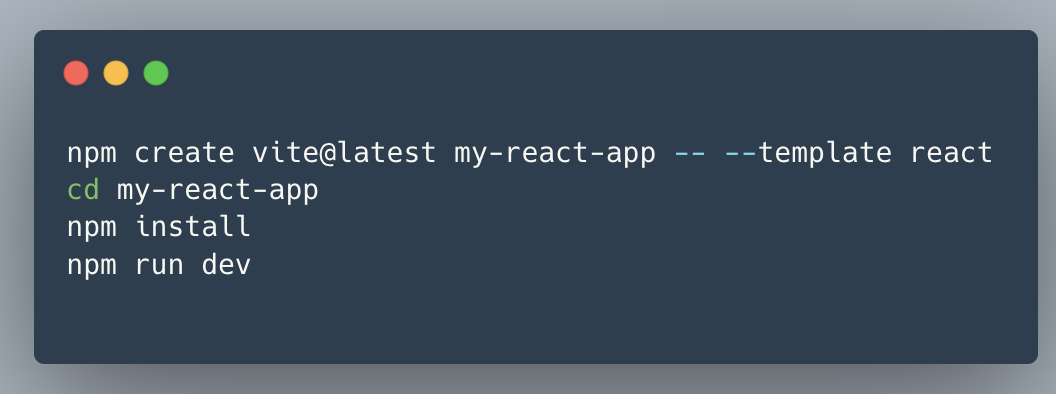 npm create vite@latest my-react-app -- --template react
cd my-react-app
npm install
npm run dev